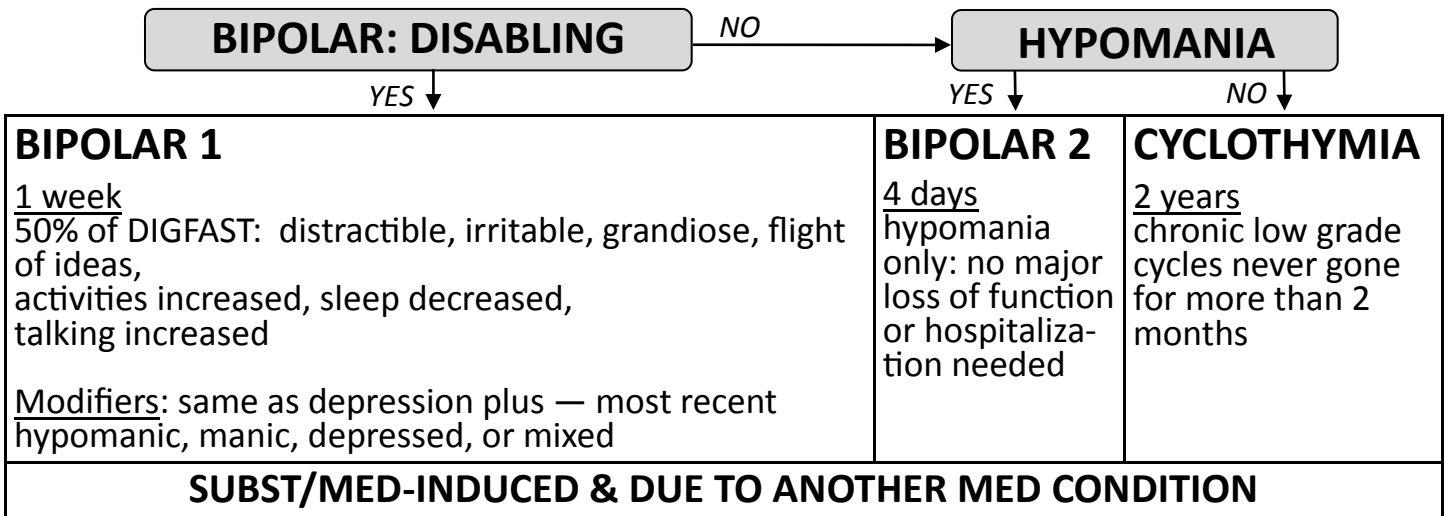 BIPOLAR: DISABLING
NO
HYPOMANIA
YES
YES
NO
BIPOLAR 1
1 week
50% of DIGFAST:  distractible, irritable, grandiose, flight
of ideas,
activities increased, sleep decreased,
talking increased
Modifiers: same as depression plus — most recent
hypomanic, manic, depressed, or mixed
BIPOLAR 2
4 days
hypomania
only: no major
loss of function
or hospitaliza-
tion needed
CYCLOTHYMIA
2 years
chronic low grade
cycles never gone
for more than 2
months
SUBST/MED-INDUCED & DUE TO ANOTHER MED CONDITION